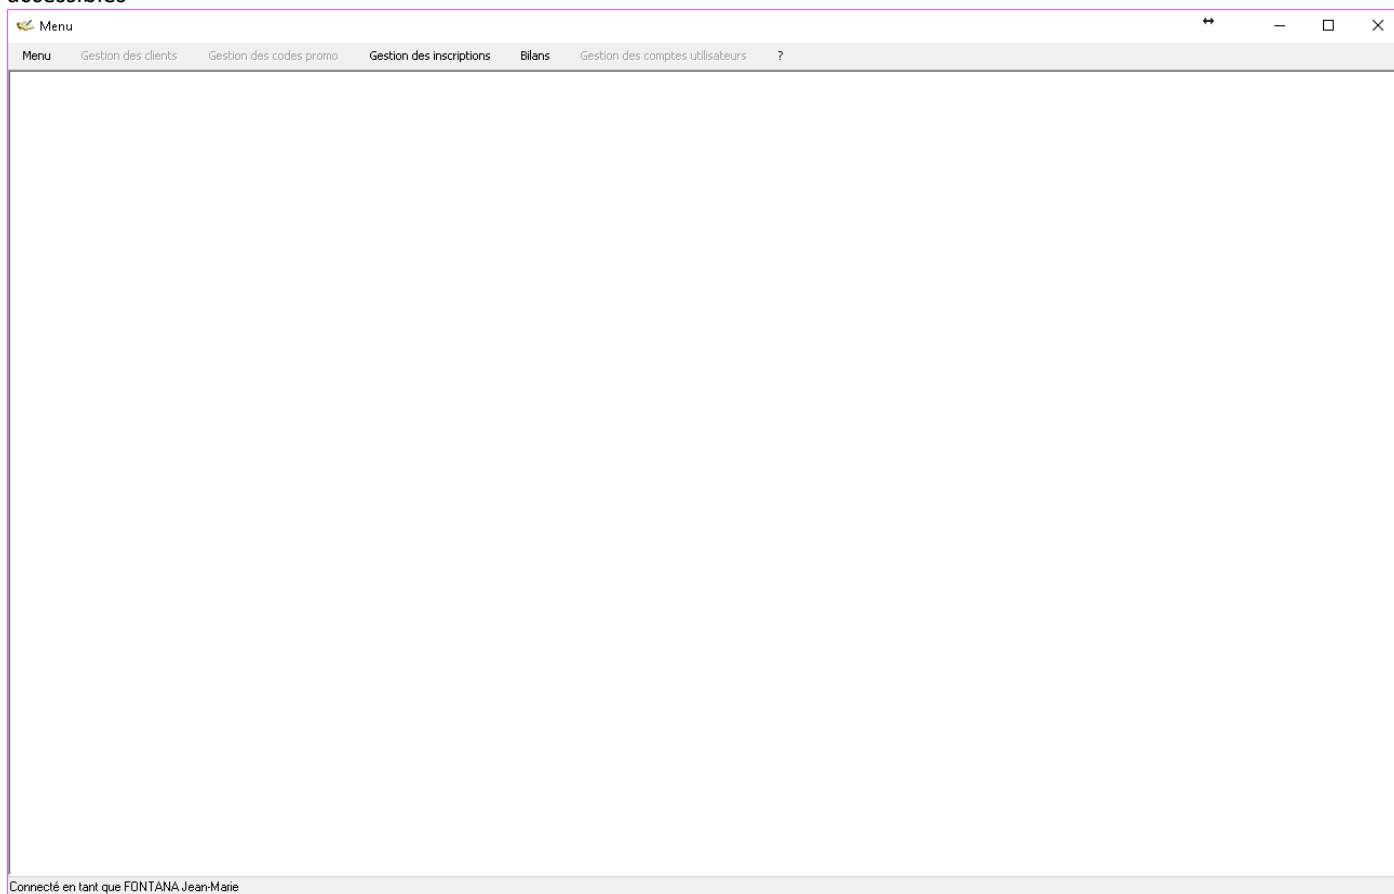 accessibles
Menu
Menu Gestion des clients Gestion des codes promo Gestion des inscriptions Bilans Gestion des comptes utilisateurs ?
Connecté en tant que FONTANA Jean-Marie